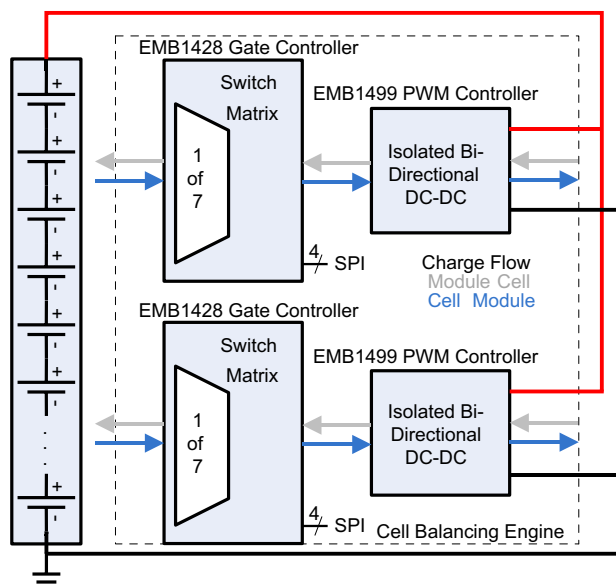 EMB1428 Gate Controller
Switch
Matrix
EMB1499 PWM Controller
1
of
7
Isolated Bi-
Directional
DC-DC
4
SPI
Charge Flow
Module Cell
Cell Module
EMB1428 Gate Controller
Switch
Matrix
EMB1499 PWM Controller
1
of
7
Isolated Bi-
Directional
DC-DC
4
SPI
Cell Balancing Engine
+
-
+
-
+
-
+
-
+
-
+
-
+
-